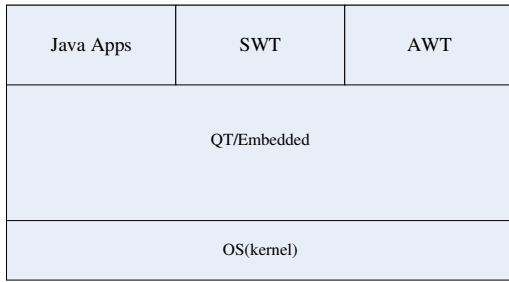 Java Apps
SWT
AWT
QT/Embedded
OS(kernel)